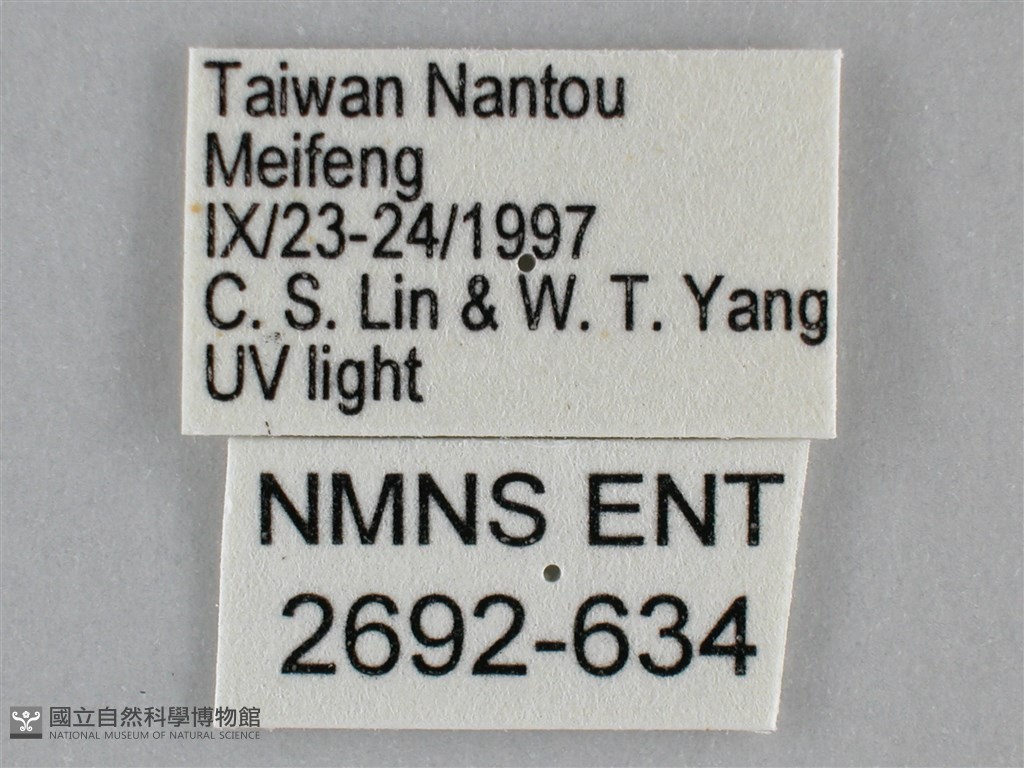 Taiwan Nantou
Meifeng
IX/23-24/1997
C. S. Lin & W. T. Yang
UV light
NMNS ENT
2692-634
國立自然科學博物館
NATIONAL MUSEUM OF NATURAL SCIENCE